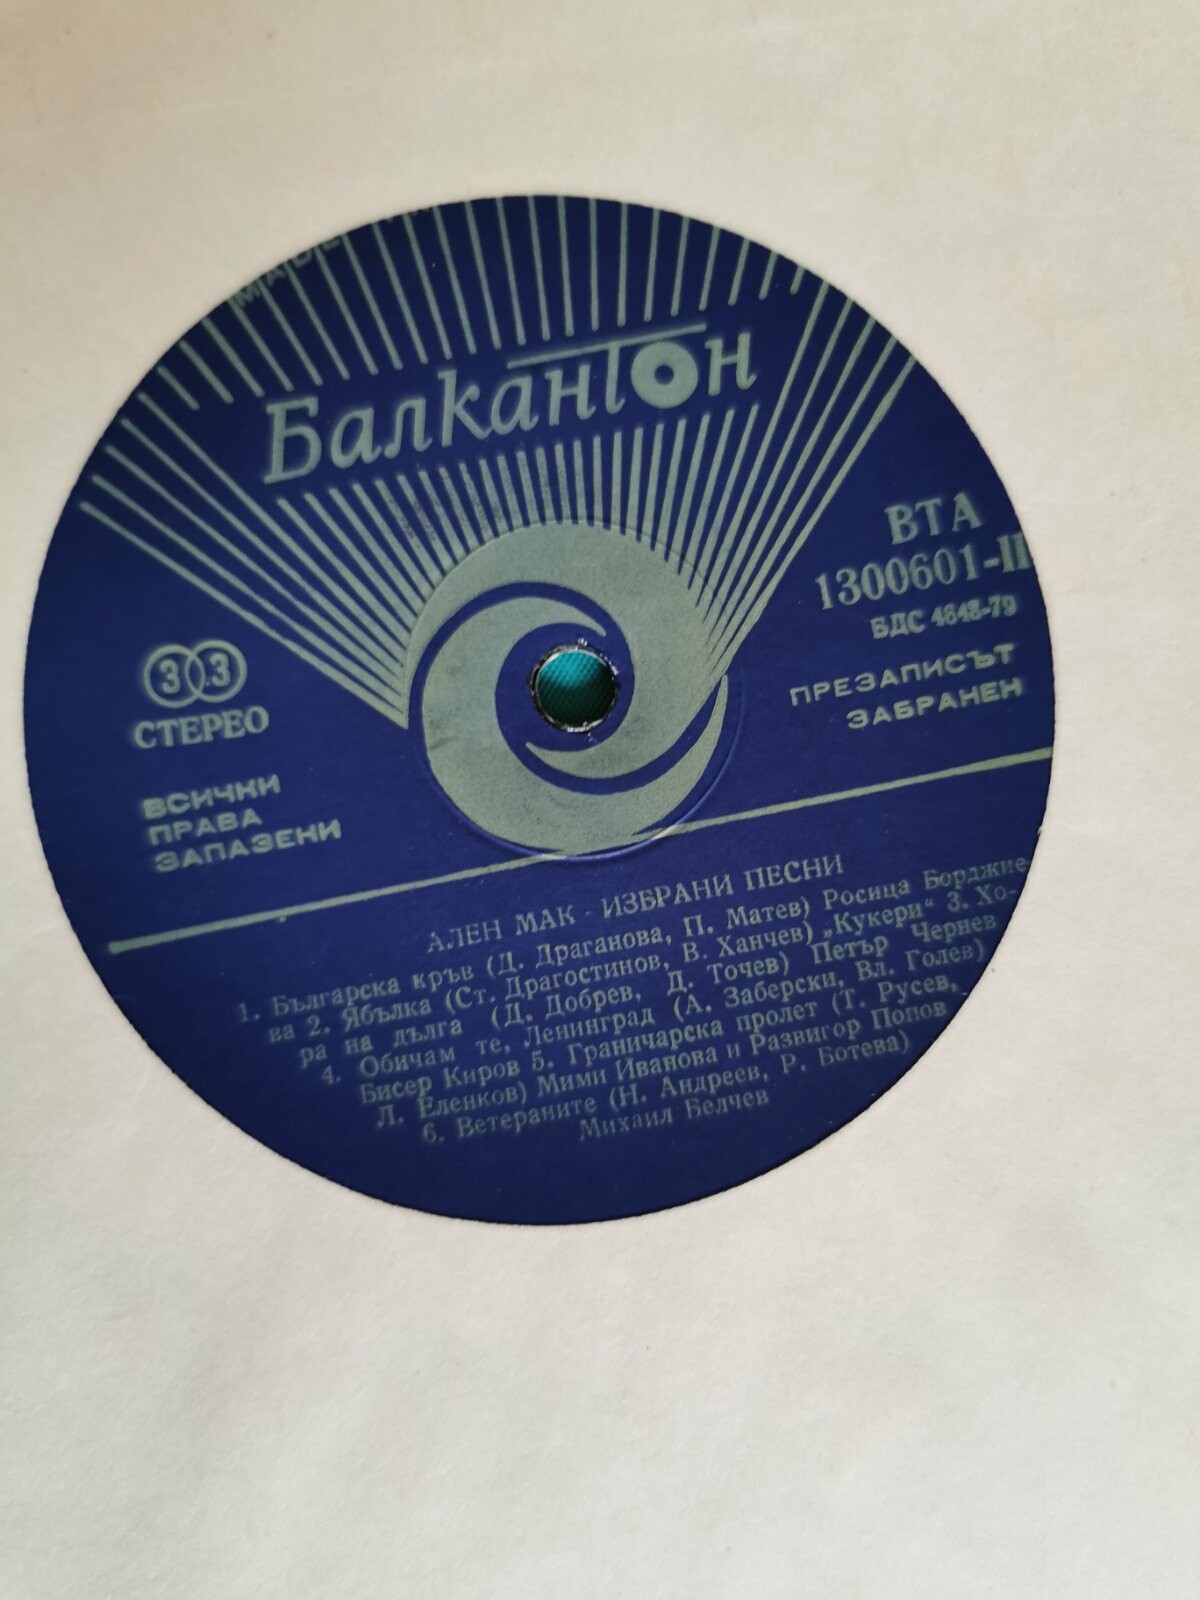 MADE
Балкантон
ВТА
1300601-II
БДС 4648-79
ПРЕЗАПИСЪТ
ЗАБРАНЕН
33
СТЕРЕО
ВСИЧКИ
ПРАВА
ЗАПАЗЕНИ
АЛЕН МАК - ИЗБРАНИ ПЕСНИ
1. Българска кръв (Д. Драганова, П. Матев) Росица Борджие-
ва 2. Ябълка (Ст. Драгостинов, В. Ханчев) „Кукери“ 3. Хо-
ра на дълга (Д. Добрев, Д. Точев) Петър Чернев
4. Обичам те, Ленинград (А. Заберски, Вл. Голев)
Бисер Киров 5. Граничарска пролет (Т. Русев,
Л. Еленков) Мими Иванова и Развигор Попов
6. Ветераните (Н. Андреев, Р. Ботева)
Михаил Белчев